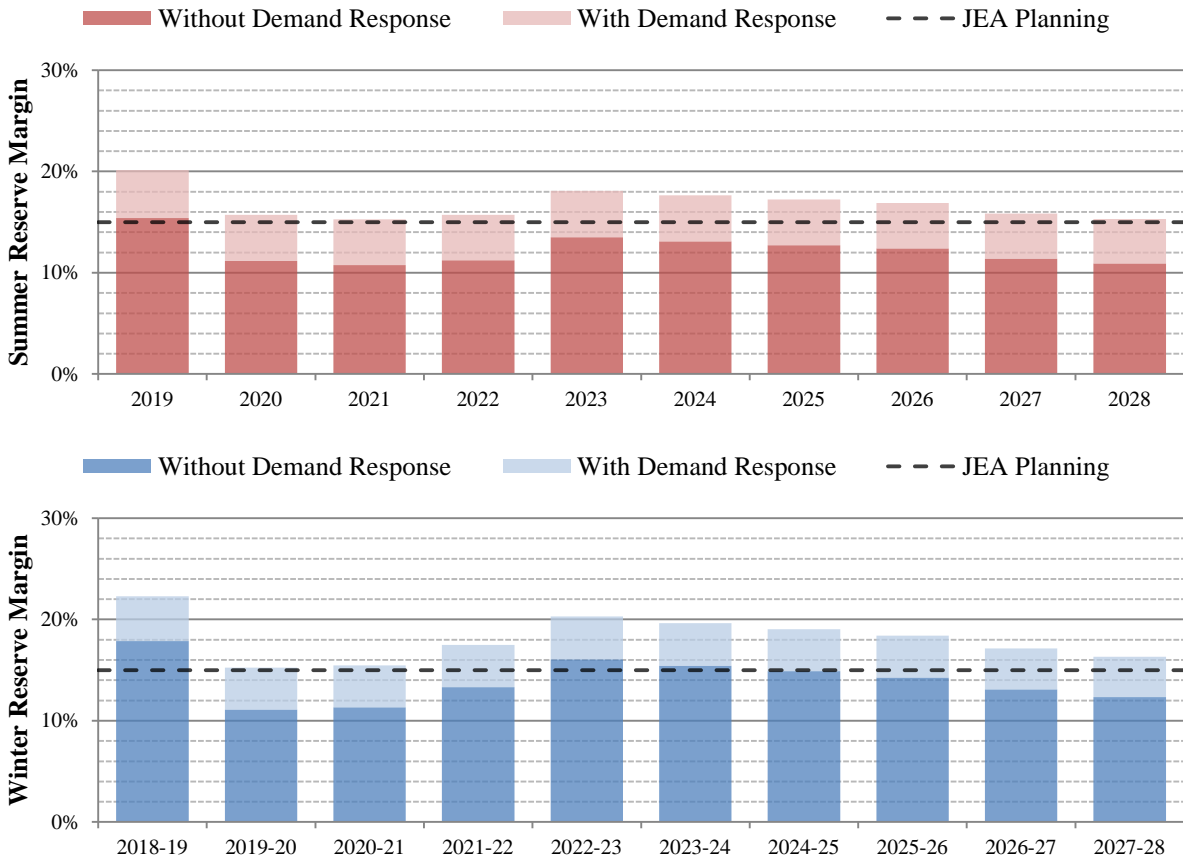 Without Demand Response With Demand Response JEA Planning
Summer Reserve Margin
30%
20%
10%
0%
2019 2020 2021 2022 2023 2024 2025 2026 2027 2028
Without Demand Response With Demand Response JEA Planning
Winter Reserve Margin
30%
20%
10%
0%
2018-19 2019-20 2020-21 2021-22 2022-23 2023-24 2024-25 2025-26 2026-27 2027-28